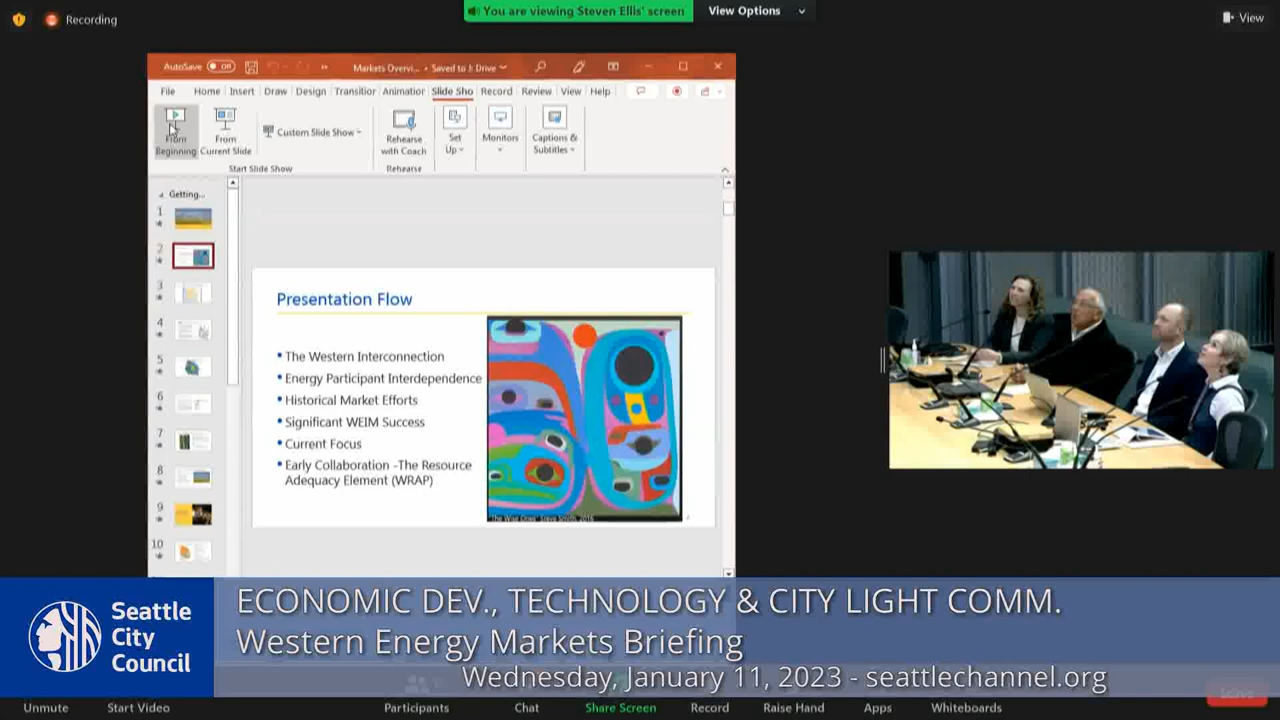 Recording
You are viewing Steven Ellis' screen
View Options
View
AutoSave Off
Markets Overvi... • Saved to J: Drive
File Home Insert Draw Design Transition Animation Slide Sho Record Review View Help
From Beginning
From Current Slide
Custom Slide Show
Rehearse with Coach
Set Up
Monitors
Captions & Subtitles
Start Slide Show
Rehearse
Getting...
1
2
3
4
5
6
7
8
9
10
Presentation Flow
• The Western Interconnection
• Energy Participant Interdependence
• Historical Market Efforts
• Significant WEIM Success
• Current Focus
• Early Collaboration -The Resource
Adequacy Element (WRAP)
Seattle
City
Council
ECONOMIC DEV., TECHNOLOGY & CITY LIGHT COMM.
Western Energy Markets Briefing
Wednesday, January 11, 2023 - seattlechannel.org
Unmute Start Video Participants Chat Share Screen Record Raise Hand Apps Whiteboards